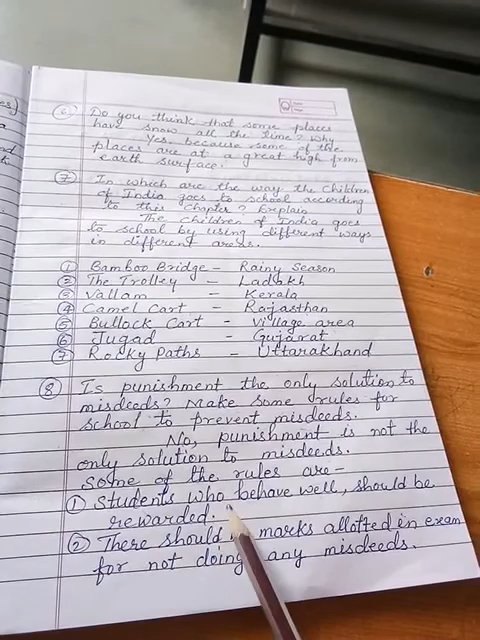 es)
6 Do you think that some places
have snow all the time? Why
Yes, because some of the
places are at a great high from
earth surface.
7 In which are the way the children
of India goes to school according
to this chapter? Explain
The children of India goes
to school by using different ways
in different areas.
1 Bamboo Bridge - Rainy Season
2 The Trolley - Ladakh
3 Vallam - Kerala
4 Camel Cart - Rajasthan
5 Bullock Cart - village area
6 Jugad - Gujarat
7 Rocky Paths - Uttarakhand
8 Is punishment the only solution to
misdeeds? Make some rules for
school to prevent misdeeds.
No, punishment is not the
only solution to misdeeds.
Some of the rules are-
1 Students who behave well, should be
rewarded.
2 There should marks allotted in exam
for not doing any misdeeds.